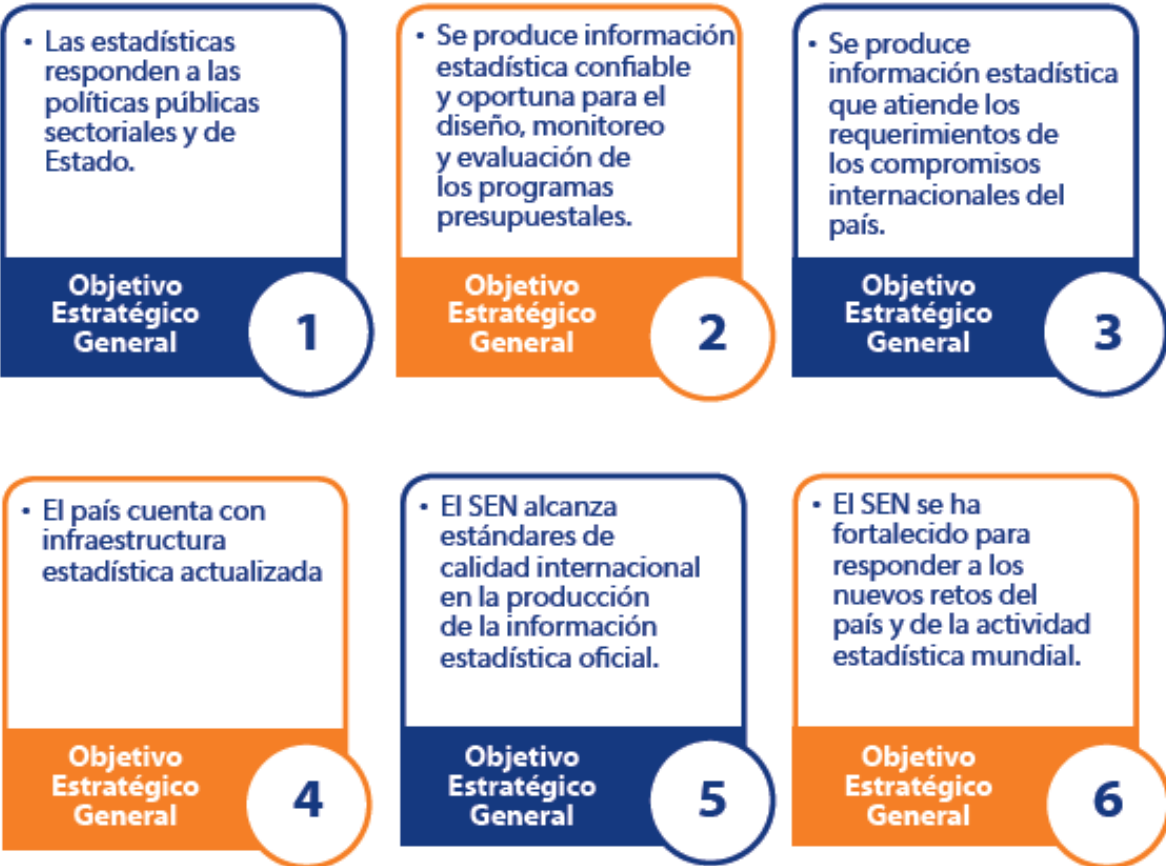 • Las estadísticas
responden a las
políticas públicas
sectoriales y de
Estado.
Objetivo
Estratégico
General
1
• Se produce información
estadística confiable
y oportuna para el
diseño, monitoreo
y evaluación de
los programas
presupuestales.
Objetivo
Estratégico
General
2
• Se produce
información estadística
que atiende los
requerimientos de
los compromisos
internacionales del
país.
Objetivo
Estratégico
General
3
• El país cuenta con
infraestructura
estadística actualizada
Objetivo
Estratégico
General
4
• El SEN alcanza
estándares de
calidad internacional
en la producción
de la información
estadística oficial.
Objetivo
Estratégico
General
5
• El SEN se ha
fortalecido para
responder a los
nuevos retos del
país y de la actividad
estadística mundial.
Objetivo
Estratégico
General
6